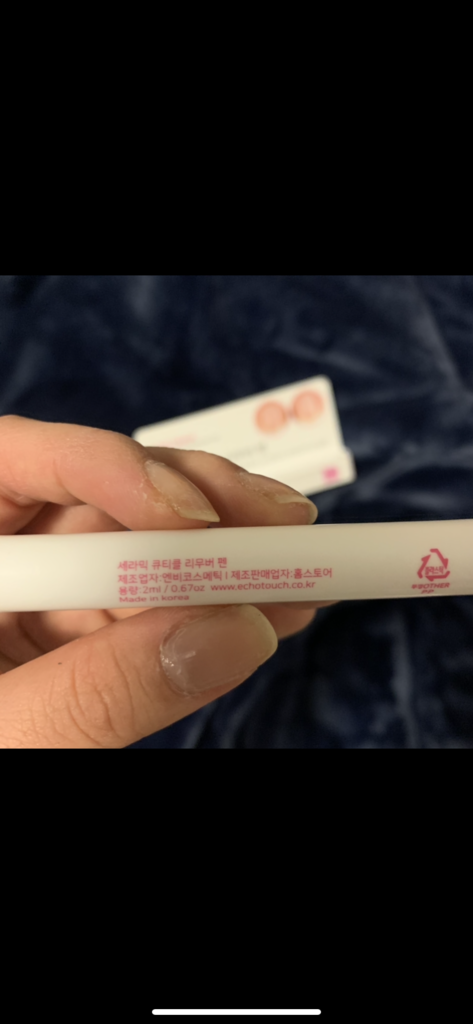 세라믹 큐티클 리무버 펜
제조업자:엔비코스메틱 | 제조판매업자:홈스토어
용량:2ml / 0.67oz www.echotouch.co.kr
Made in korea
OTHER